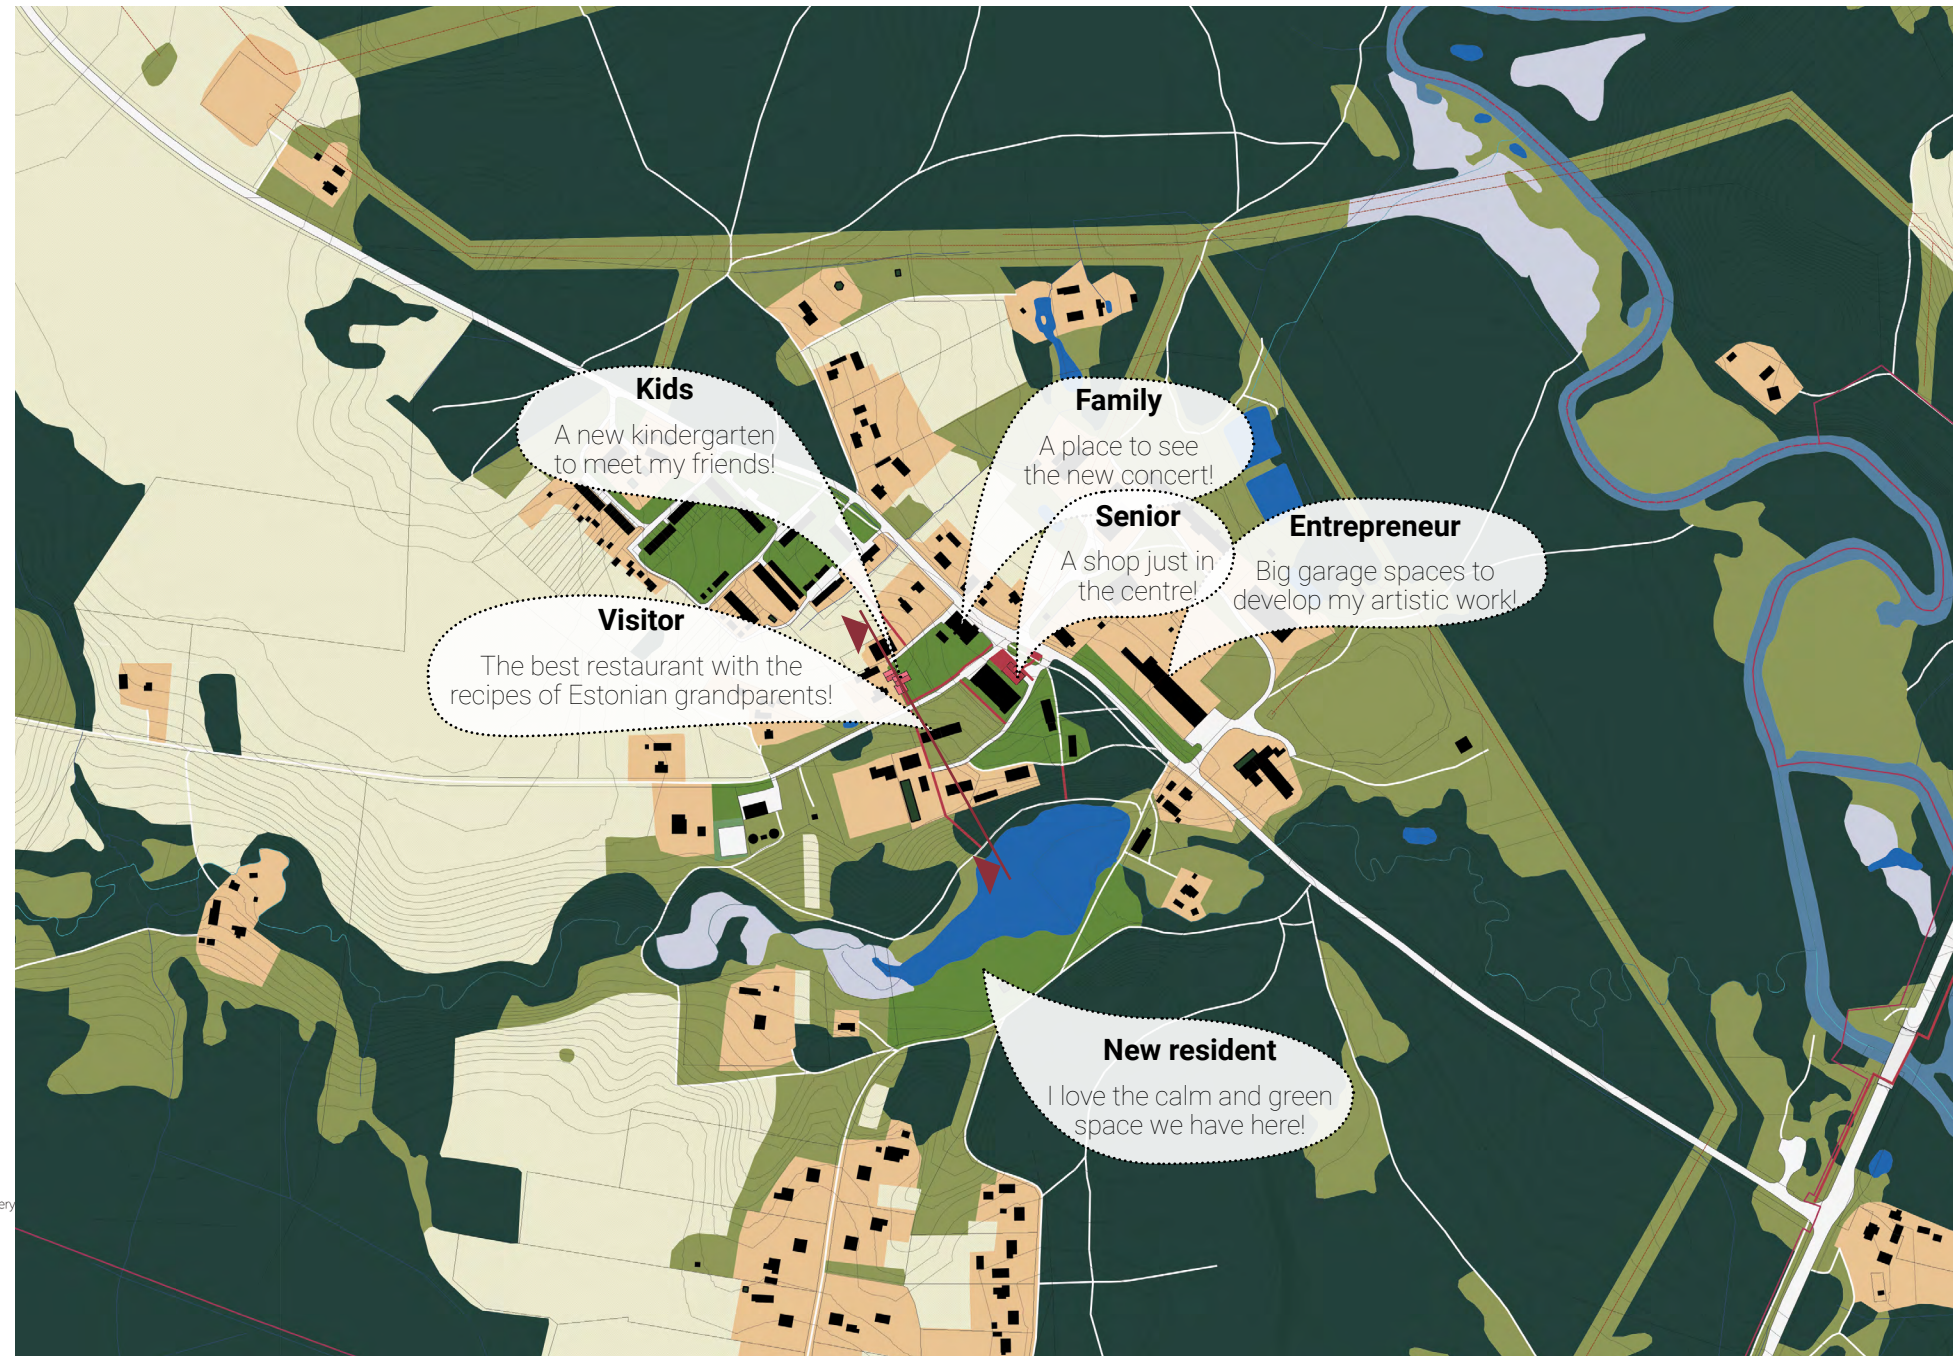 Kids
A new kindergarten
to meet my friends!
Family
A place to see
the new concert!
Senior
A shop just in
the centre!
Entrepreneur
Big garage spaces to
develop my artistic work!
Visitor
The best restaurant with the
recipes of Estonian grandparents!
New resident
I love the calm and green
space we have here!
ery